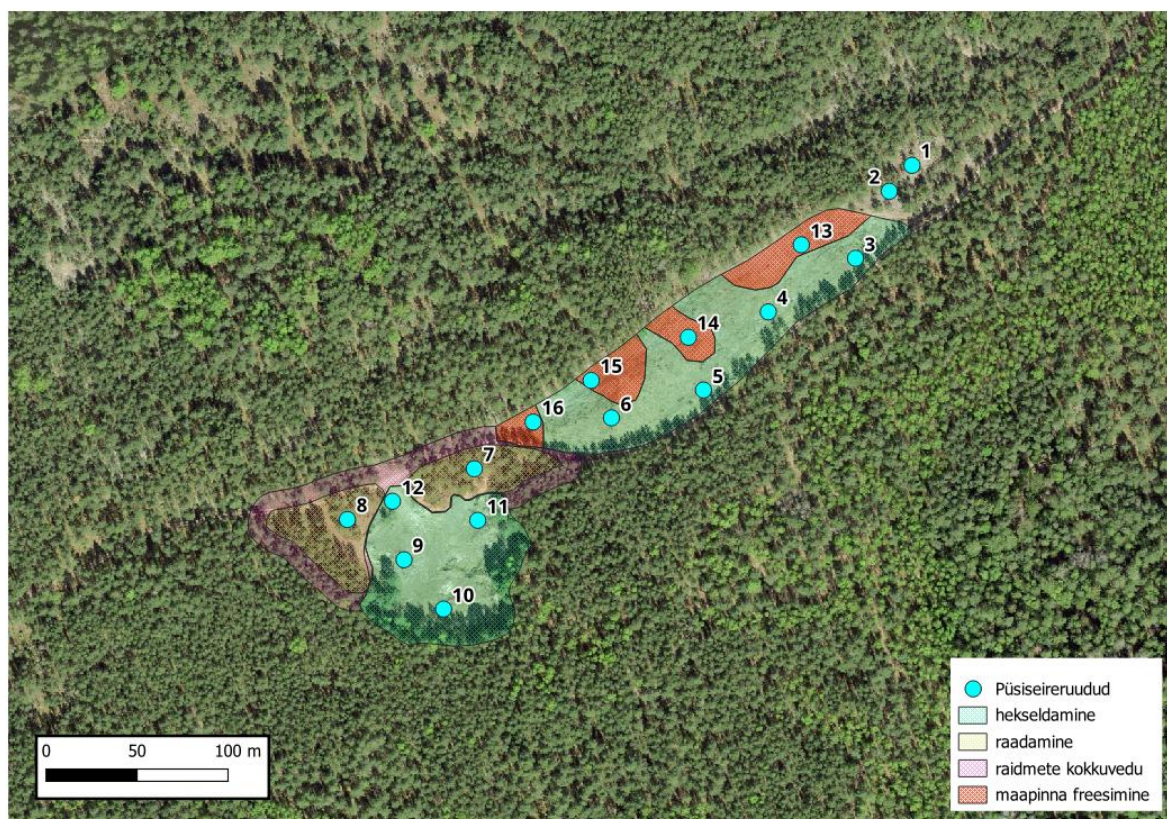 1
2
13
3
4
14
15
5
6
16
7
12
8
11
9
10
Püsiseireruudud
hekseldamine
raadamine
raidmete kokkuvedu
maapinna freesimine
0 50 100 m